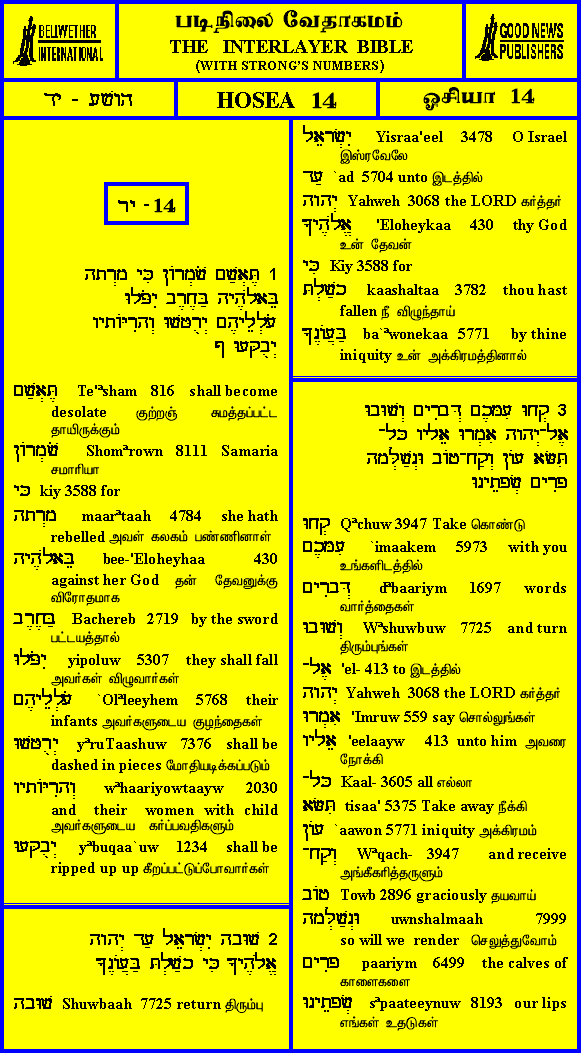 BELLWETHER
INTERNATIONAL
படிநிலை வேதாகமம்
THE INTERLAYER BIBLE
(WITH STRONG'S NUMBERS)
GOOD NEWS
PUBLISHERS
הושע - יד
HOSEA 14
ஓசியா 14
14 - יד
1 תֶּאְשַׁם שֹׁמְרוֹן כִּי מָרְתָה
בֵּאלֹהֶיהָ בַּחֶרֶב יִפֹּלוּ
עֹלְלֵיהֶם יְרֻטָּשׁוּ וְהָרִיּוֹתָיו
יְבֻקָּעוּ ף
תֶּאְשַׁם Te'ªsham 816 shall become
desolate குற்றஞ் சுமத்தப்பட்ட
தாயிருக்கும்
שֹׁמְרוֹן Shomªrown 8111 Samaria
சமாரியா
כִּי kiy 3588 for
מָרְתָה maarªtaah 4784 she hath
rebelled அவள் கலகம் பண்ணினாள்
בֵּאלֹהֶיהָ bee-'Eloheyhaa 430
against her God தன் தேவனுக்கு
விரோதமாக
בַּחֶרֶב Bachereb 2719 by the sword
பட்டயத்தால்
יִפֹּלוּ yipoluw 5307 they shall fall
அவர்கள் விழுவார்கள்
עֹלְלֵיהֶם `Olªleeyhem 5768 their
infants அவர்களுடைய குழந்தைகள்
יְרֻטָּשׁוּ yªruTaashuw 7376 shall be
dashed in pieces மோதியடிக்கப்படும்
וְהָרִיּוֹתָיו wªhaariyowtaayw 2030
and their women with child
அவர்களுடைய கர்ப்பவதிகளும்
יְבֻקָּעוּ yªbuqaa`uw 1234 shall be
ripped up up கீறப்பட்டுப்போவார்கள்
2 שׁוּבָה יִשְׂרָאֵל עַד יְהוָה
אֱלֹהֶיךָ כִּי כָשַׁלְתָּ בַּעֲוֹנֶךָ
שׁוּבָה Shuwbaah 7725 return திரும்பு
יִשְׂרָאֵל Yisraa'eel 3478 O Israel
இஸ்ரவேலே
עַד `ad 5704 unto இடத்தில்
יְהוָה Yahweh 3068 the LORD கர்த்தர்
אֱלֹהֶיךָ 'Eloheykaa 430 thy God
உன் தேவன்
כִּי Kiy 3588 for
כָשַׁלְתָּ kaashaltaa 3782 thou hast
fallen நீ விழுந்தாய்
בַּעֲוֹנֶךָ ba`ªwonekaa 5771 by thine
iniquity உன் அக்கிரமத்தினால்
3 קְחוּ עִמָּכֶם דְּבָרִים וְשׁוּבוּ
אֶל־יְהוָה אִמְרוּ אֵלָיו כָּל־
תִּשָּׂא עָוֹן וְקַח־טוֹב וּנְשַׁלְּמָה
פָרִים שְׂפָתֵינוּ
קְחוּ Qªchuw 3947 Take கொண்டு
עִמָּכֶם `imaakem 5973 with you
உங்களிடத்தில்
דְּבָרִים dªbaariym 1697 words
வார்த்தைகள்
וְשׁוּבוּ Wªshuwbuw 7725 and turn
திரும்புங்கள்
אֶל־ 'el- 413 to இடத்தில்
יְהוָה Yahweh 3068 the LORD கர்த்தர்
אִמְרוּ 'Imruw 559 say சொல்லுங்கள்
אֵלָיו 'eelaayw 413 unto him அவரை
நோக்கி
כָּל־ Kaal- 3605 all எல்லா
תִּשָּׂא tisaa' 5375 Take away நீக்கி
עָוֹן `aawon 5771 iniquity அக்கிரமம்
וְקַח־ Wªqach- 3947 and receive
அங்கீகரித்தருளும்
טוֹב Towb 2896 graciously தயவாய்
וּנְשַׁלְּמָה uwnshalmaah 7999
so will we render செலுத்துவோம்
פָרִים paariym 6499 the calves of
காளைகளை
שְׂפָתֵינוּ sªpaateeynuw 8193 our lips
எங்கள் உதடுகள்